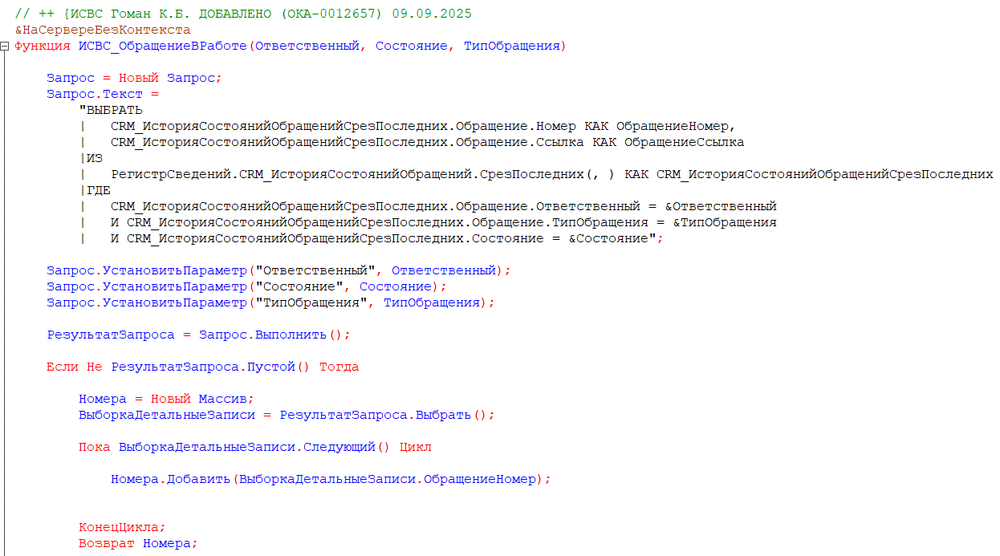 // ++ {ИСВС Гоман К.Б. ДОБАВЛЕНО (ОКА-0012657) 09.09.2025
&НаСервереБезКонтекста
Функция ИСВС_ОбращениеВРаботе(Ответственный, Состояние, ТипОбращения)
Запрос = Новый Запрос;
Запрос.Текст =
"ВЫБРАТЬ
|   CRM_ИсторияСостоянийОбращенийСрезПоследних.Обращение.Номер КАК ОбращениеНомер,
|   CRM_ИсторияСостоянийОбращенийСрезПоследних.Обращение.Ссылка КАК ОбращениеСсылка
|ИЗ
|   РегистрСведений.CRM_ИсторияСостоянийОбращений.СрезПоследних(, ) КАК CRM_ИсторияСостоянийОбращенийСрезПоследних
|ГДЕ
|   CRM_ИсторияСостоянийОбращенийСрезПоследних.Обращение.Ответственный = &Ответственный
|   И CRM_ИсторияСостоянийОбращенийСрезПоследних.Обращение.ТипОбращения = &ТипОбращения
|   И CRM_ИсторияСостоянийОбращенийСрезПоследних.Состояние = &Состояние";
Запрос.УстановитьПараметр("Ответственный", Ответственный);
Запрос.УстановитьПараметр("Состояние", Состояние);
Запрос.УстановитьПараметр("ТипОбращения", ТипОбращения);
РезультатЗапроса = Запрос.Выполнить();
Если Не РезультатЗапроса.Пустой() Тогда
Номера = Новый Массив;
ВыборкаДетальныеЗаписи = РезультатЗапроса.Выбрать();
Пока ВыборкаДетальныеЗаписи.Следующий() Цикл
Номера.Добавить(ВыборкаДетальныеЗаписи.ОбращениеНомер);
КонецЦикла;
Возврат Номера;